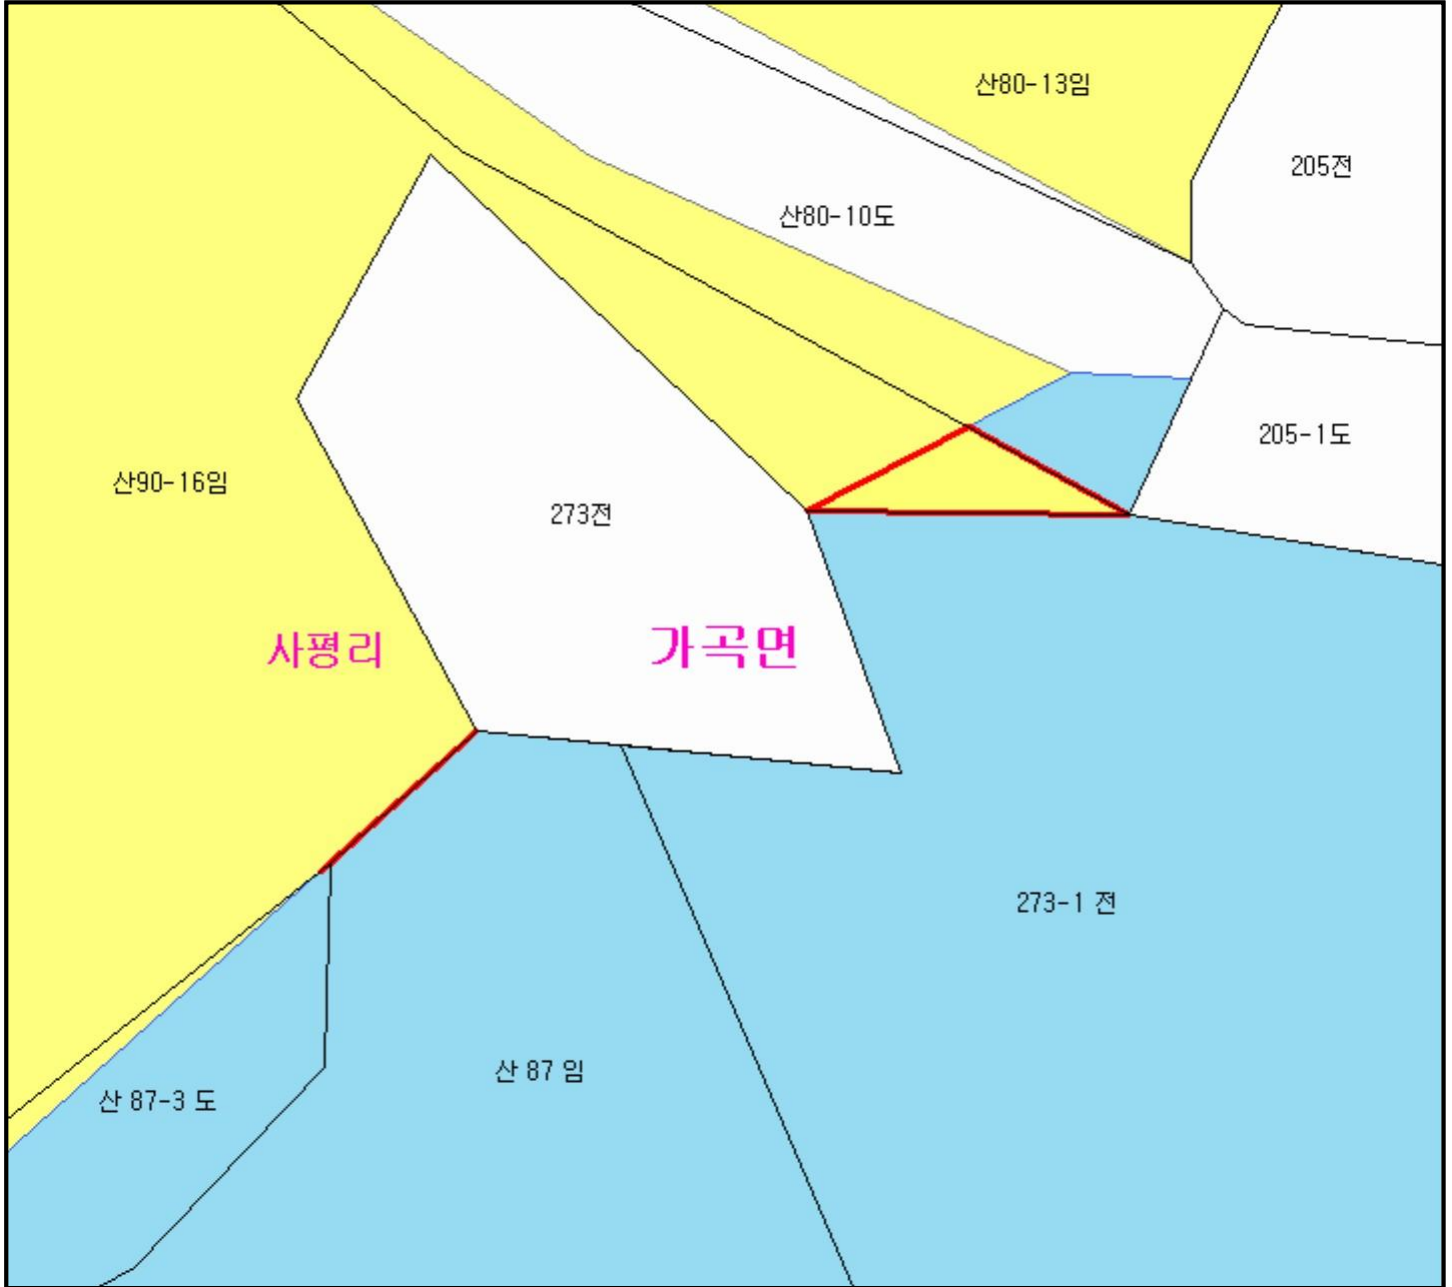 산80-13임
205전
산80-10도
205-1도
산90-16임
273전
사평리
가곡면
273-1 전
산 87 임
산 87-3 도